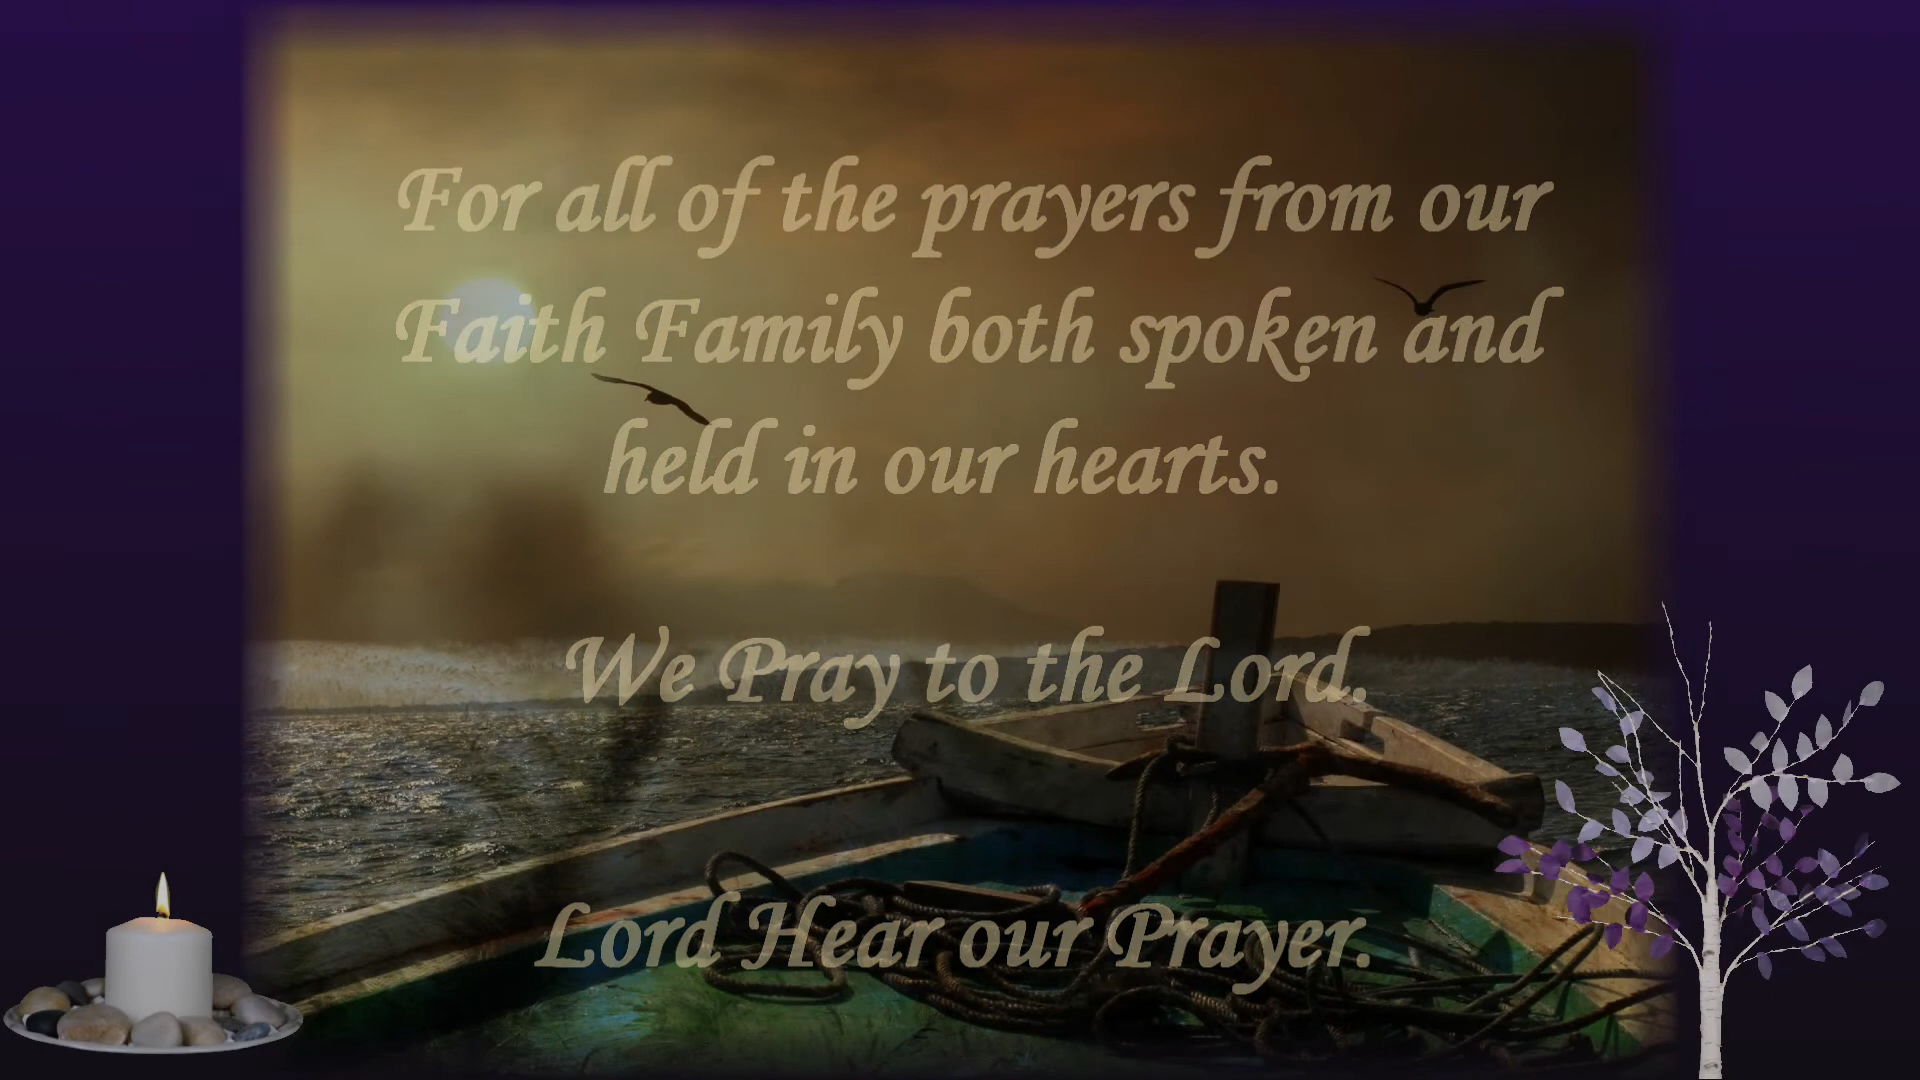 For all of the prayers from our
Faith Family both spoken and
held in our hearts.
We Pray to the Lord.
Lord Hear our Prayer.